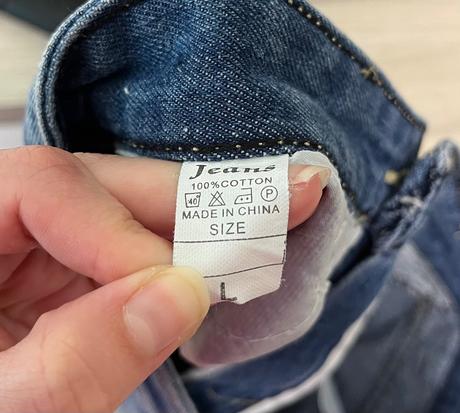 Jeans
100%COTTON
40 P
MADE IN CHINA
SIZE
L